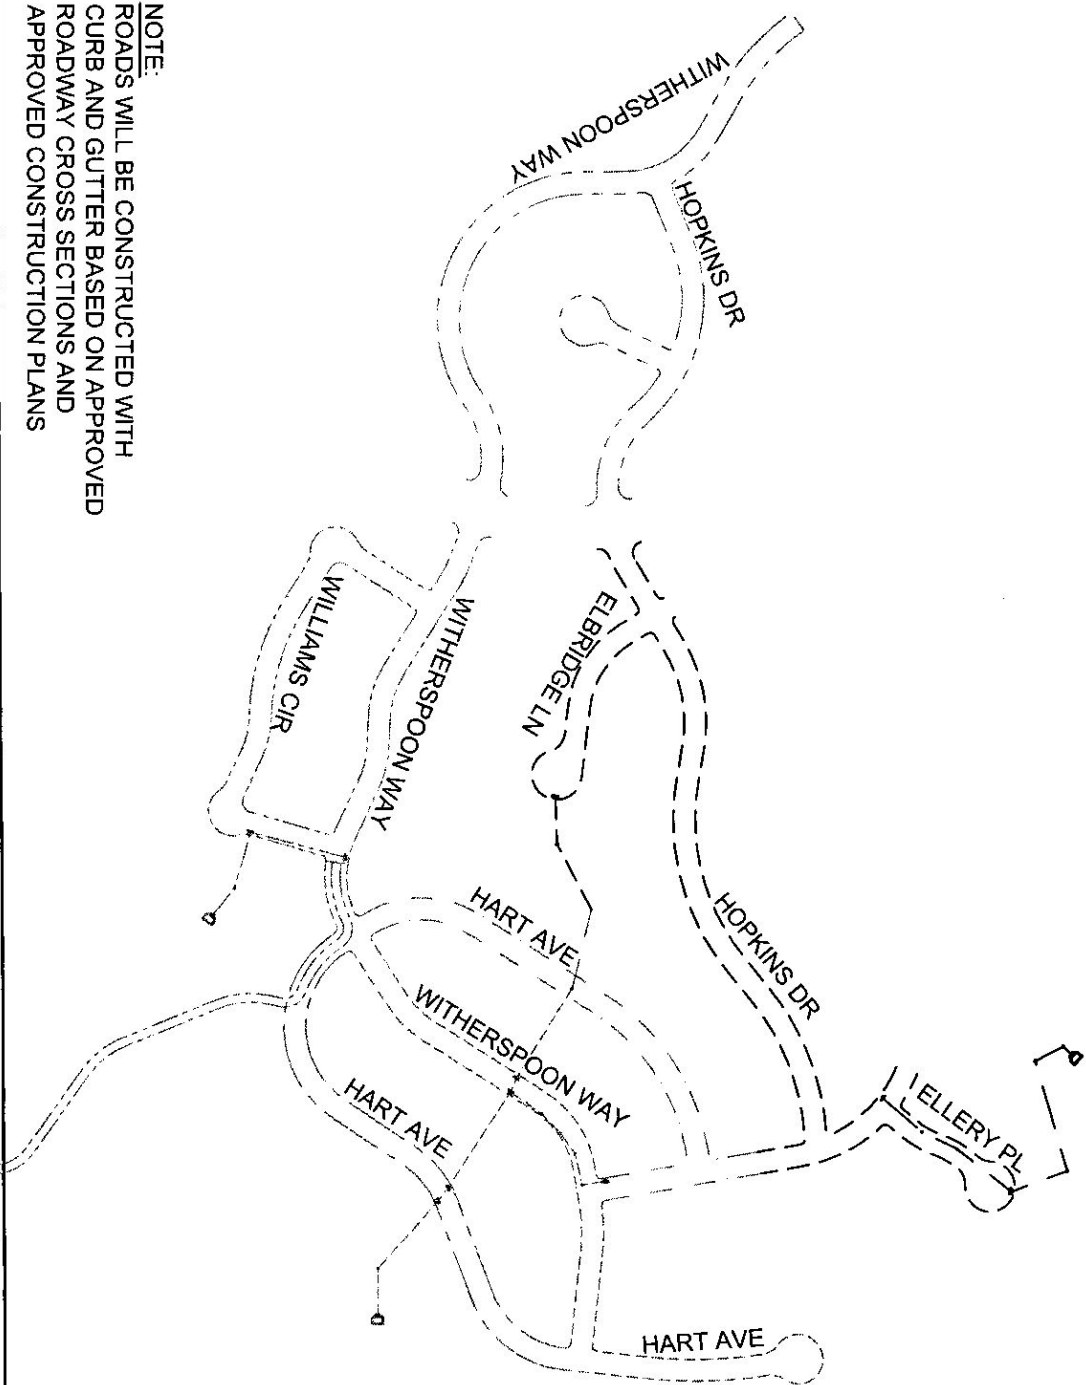 NOTE:
ROADS WILL BE CONSTRUCTED WITH
CURB AND GUTTER BASED ON APPROVED
ROADWAY CROSS SECTIONS AND
APPROVED CONSTRUCTION PLANS
WITHERSPOON WAY
HOPKINS DR
WILLIAMS CIR
WITHERSPOON WAY
ELBRIDGE LN
HOPKINS DR
HART AVE
WITHERSPOON WAY
HART AVE
ELLERY PL
HART AVE